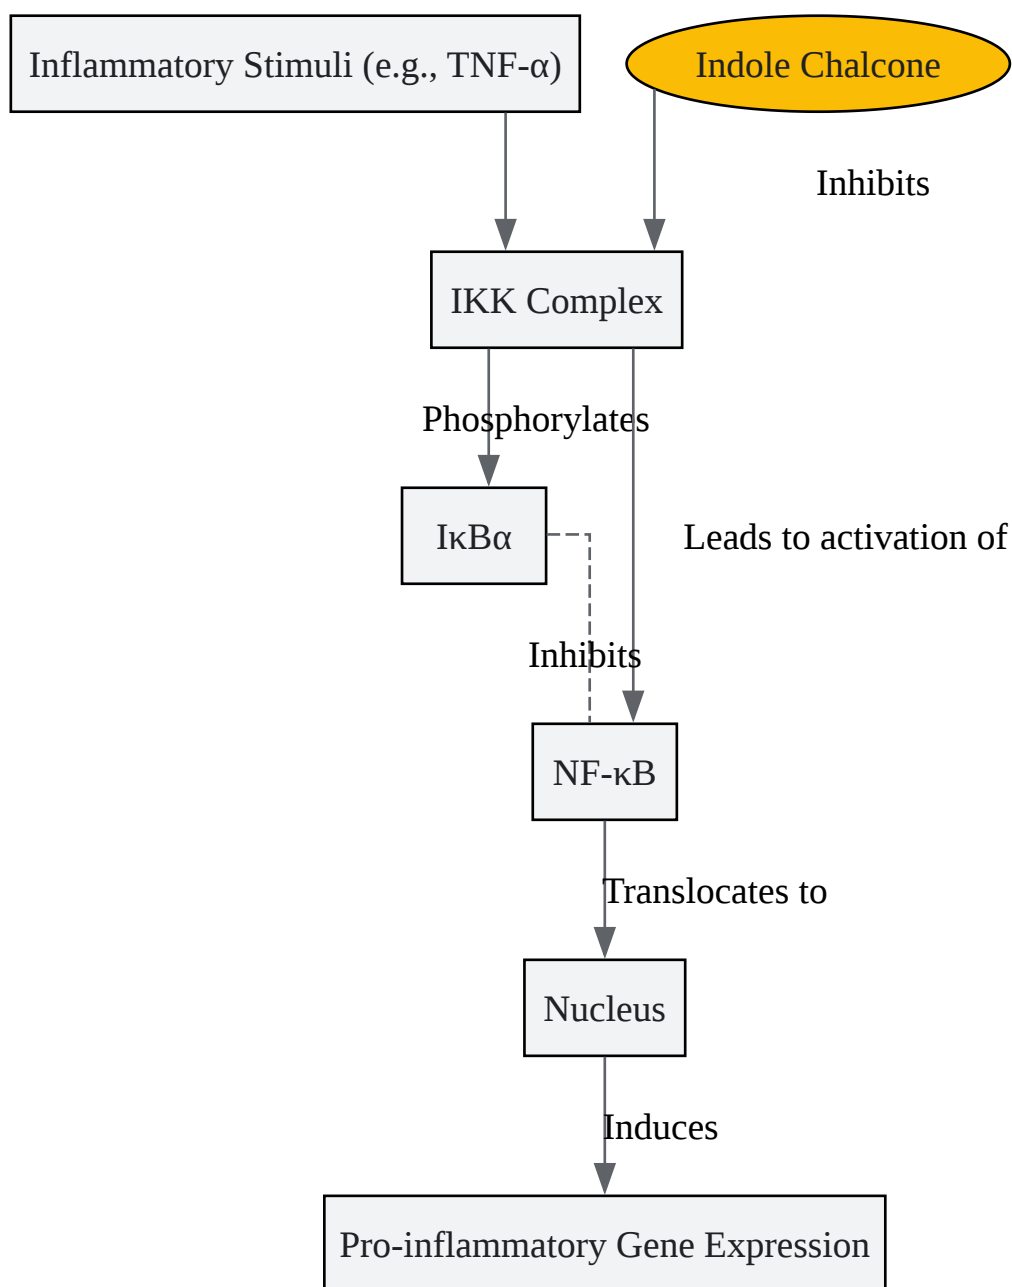 Inflammatory Stimuli (e.g., TNF-α)
Indole Chalcone
Inhibits
IKK Complex
Phosphorylates
IκBα
Leads to activation of
Inhibits
NF-κB
Translocates to
Nucleus
Induces
Pro-inflammatory Gene Expression